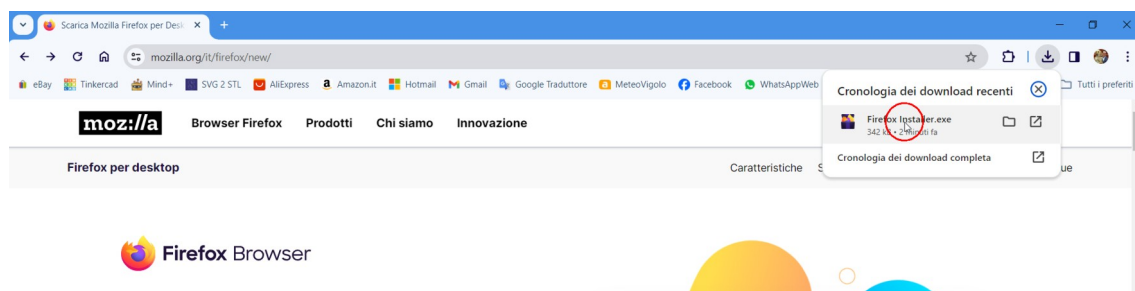 Scarica Mozilla Firefox per Desk
mozilla.org/it/firefox/new/
eBay Tinkercad Mind+ SVG 2 STL AliExpress Amazon.it Hotmail Gmail Google Traduttore MeteoVigolo Facebook WhatsAppWeb Tutti i preferiti
Cronologia dei download recenti
Firefox Installer.exe
342 kB • 2 minuti fa
Cronologia dei download completa
moz://a Browser Firefox Prodotti Chi siamo Innovazione
Firefox per desktop Caratteristiche
Firefox Browser